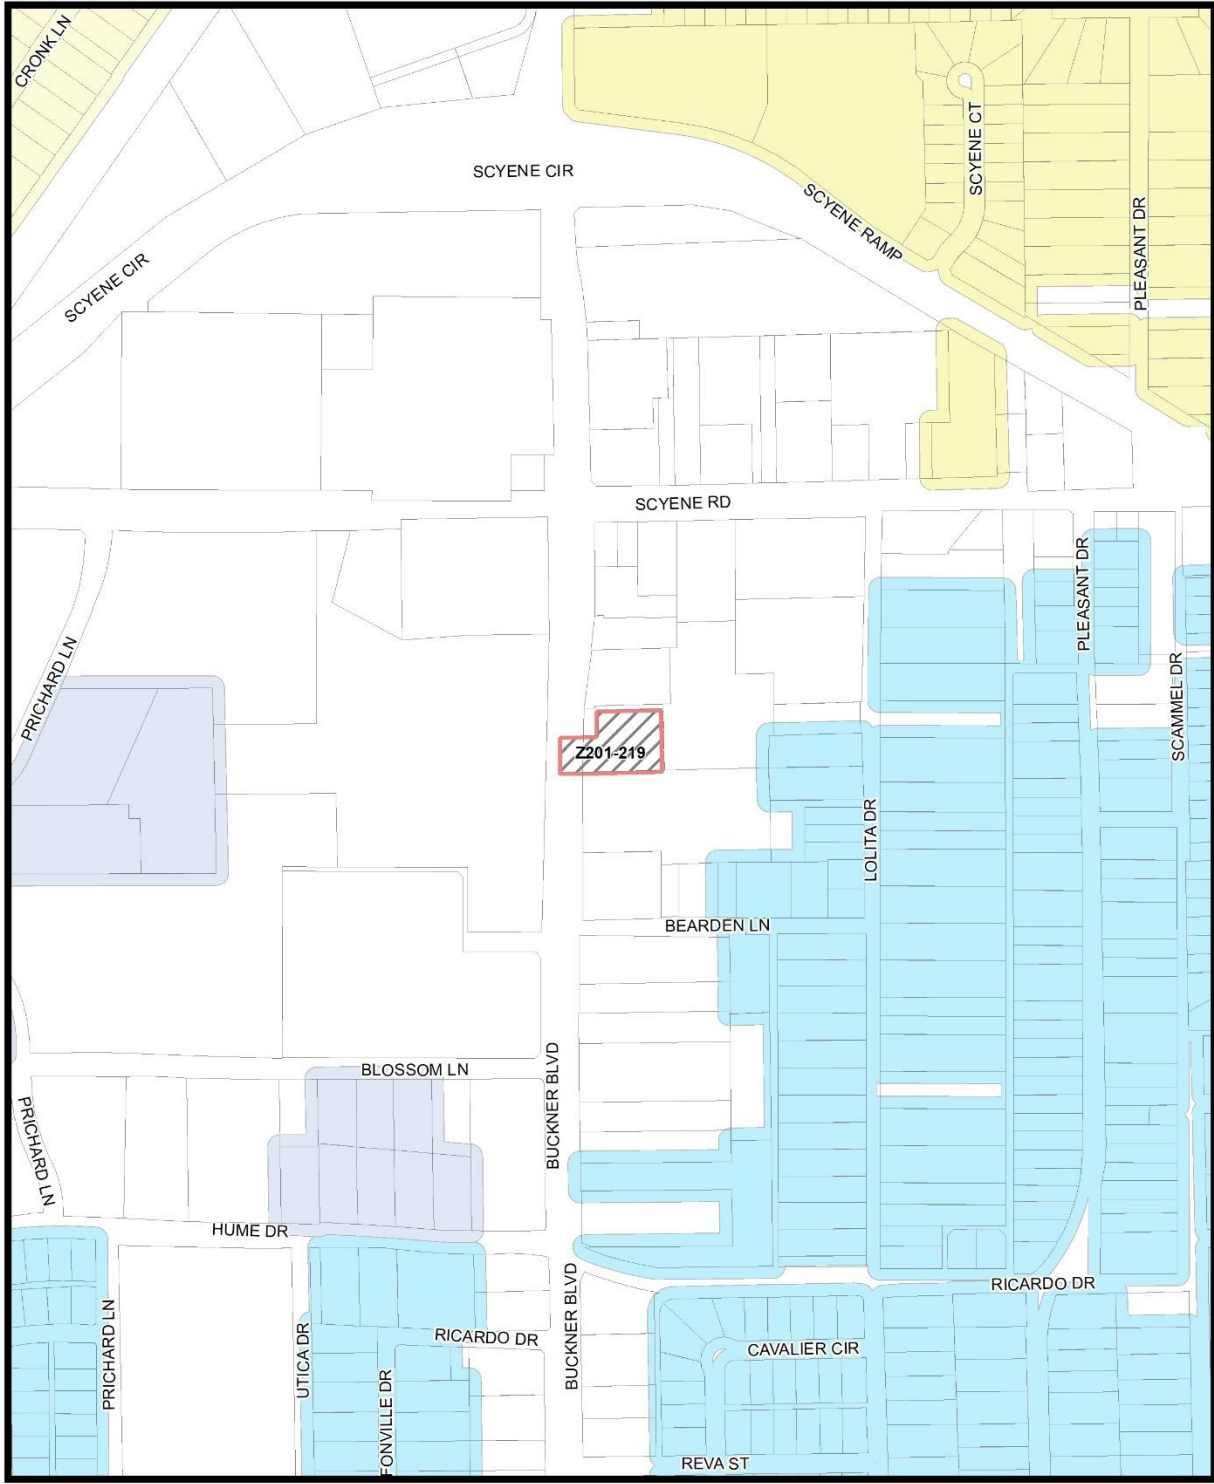 CRONK LN
SCYENE CT
SCYENE CIR
SCYENE RAMP
PLEASANT DR
SCYENE CIR
SCYENE RD
PLEASANT DR
PRICHARD LN
SCAMMEL DR
Z201-219
LOLITA DR
BEARDEN LN
BLOSSOM LN
BUCKNER BLVD
PRICHARD LN
HUME DR
RICARDO DR
BUCKNER BLVD
PRICHARD LN
UTICA DR
RICARDO DR
CAVALIER CIR
FONVILLE DR
REVA ST